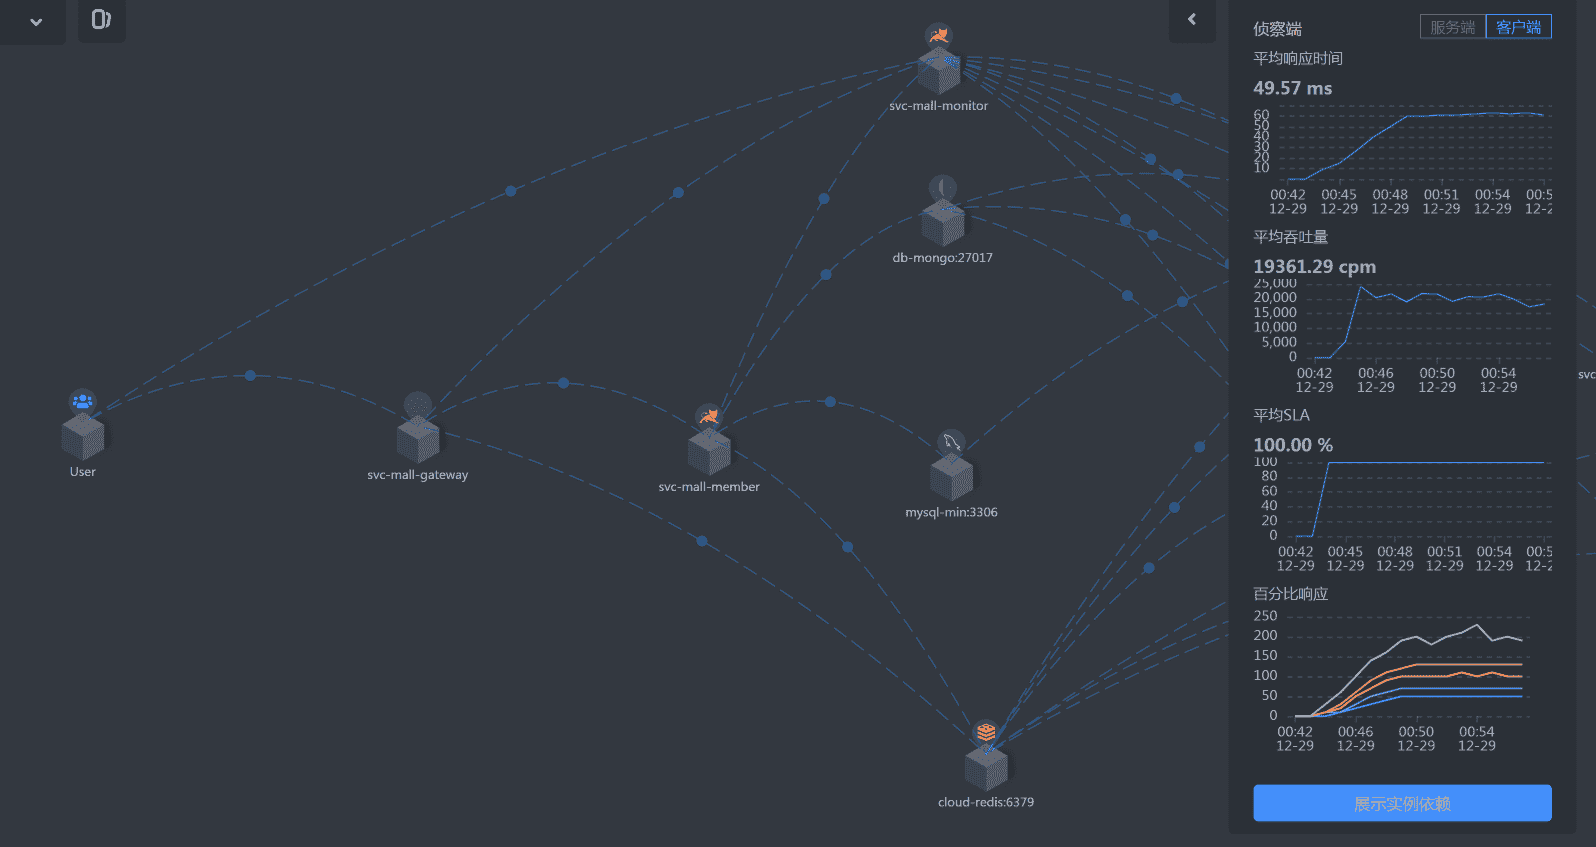 svc-mall-monitor
db-mongo:27017
User
svc-mall-gateway
svc-mall-member
mysql-min:3306
cloud-redis:6379
侦察端
服务端
客户端
平均响应时间
49.57 ms
60
50
40
30
20
10
00:42 00:45 00:48 00:51 00:54 00:5
12-29 12-29 12-29 12-29 12-29 12-2
平均吞吐量
19361.29 cpm
25,000
20,000
15,000
10,000
5,000
0
00:42 00:46 00:50 00:54
12-29 12-29 12-29 12-29
平均SLA
100.00 %
100
80
60
40
20
0
00:42 00:45 00:48 00:51 00:54 00:5
12-29 12-29 12-29 12-29 12-29 12-2
百分比响应
250
200
150
100
50
0
00:42 00:46 00:50 00:54
12-29 12-29 12-29 12-29
展示实例依赖
svc